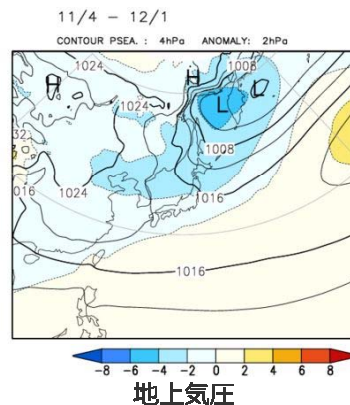 11/4 - 12/1
CONTOUR PSEA. : 4hPa ANOMALY: 2hPa
1024
H
H
1008
1024
L
L
32
1008
016
1024
1016
1016
-8 -6 -4 -2 0 2 4 6 8
地上気圧